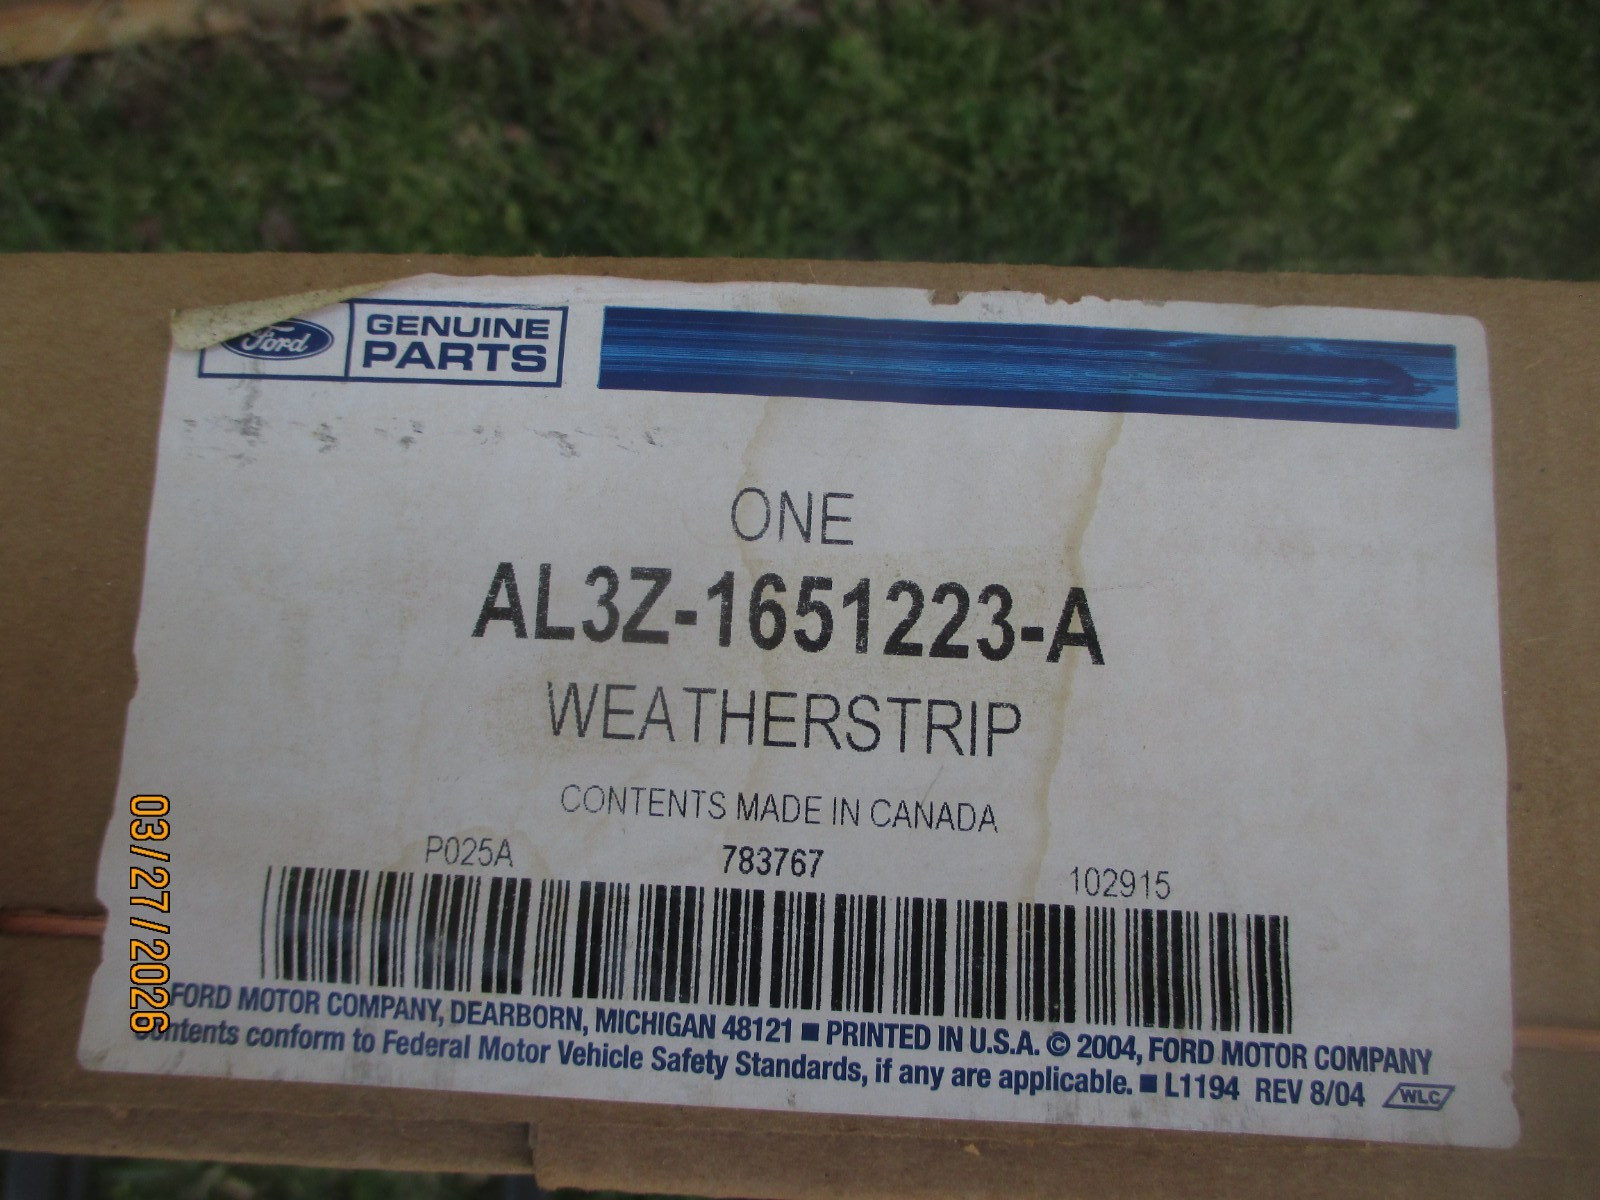 Ford GENUINE
PARTS
ONE
AL3Z-1651223-A
WEATHERSTRIP
CONTENTS MADE IN CANADA
P025A 783767 102915
FORD MOTOR COMPANY, DEARBORN, MICHIGAN 48121 ■ PRINTED IN U.S.A. © 2004, FORD MOTOR COMPANY
Contents conform to Federal Motor Vehicle Safety Standards, if any are applicable. ■ L1194 REV 8/04 WLC
03/27/2026